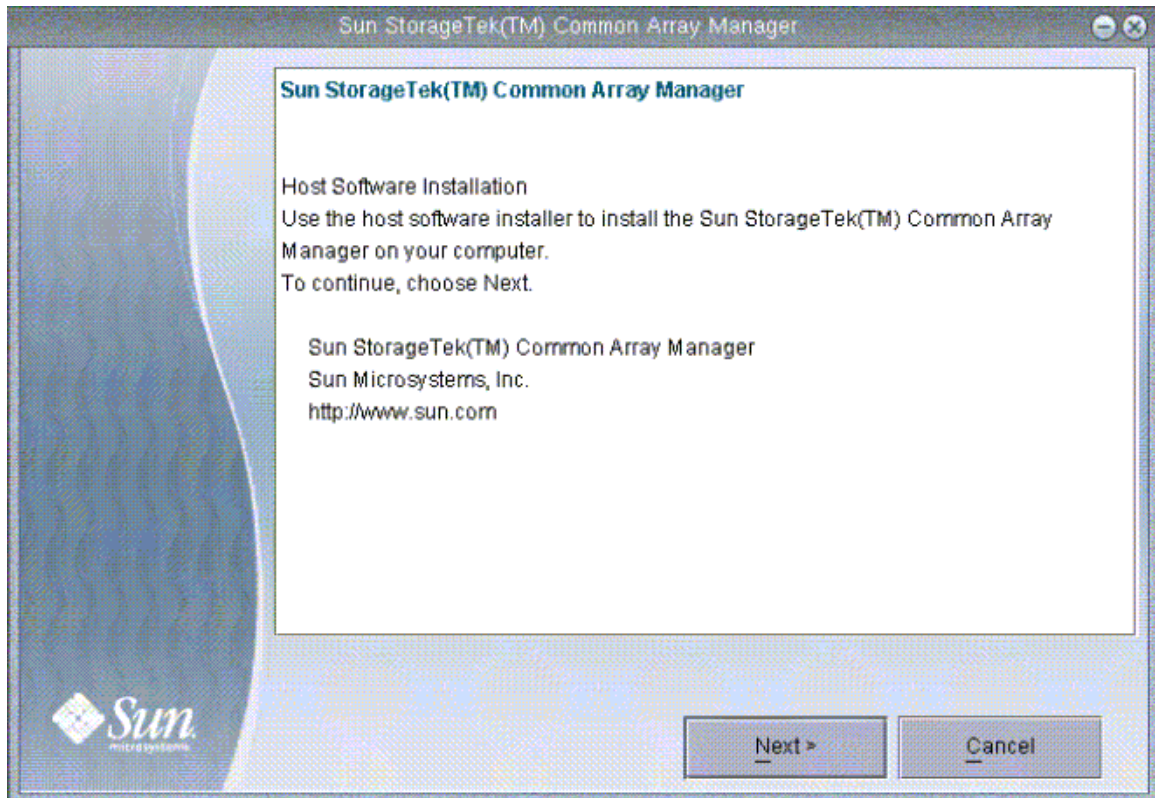 Sun StorageTek(TM) Common Array Manager
Sun StorageTek(TM) Common Array Manager
Host Software Installation
Use the host software installer to install the Sun StorageTek(TM) Common Array
Manager on your computer.
To continue, choose Next.
Sun StorageTek(TM) Common Array Manager
Sun Microsystems, Inc.
http://www.sun.com
Sun
microsystems
Next >
Cancel